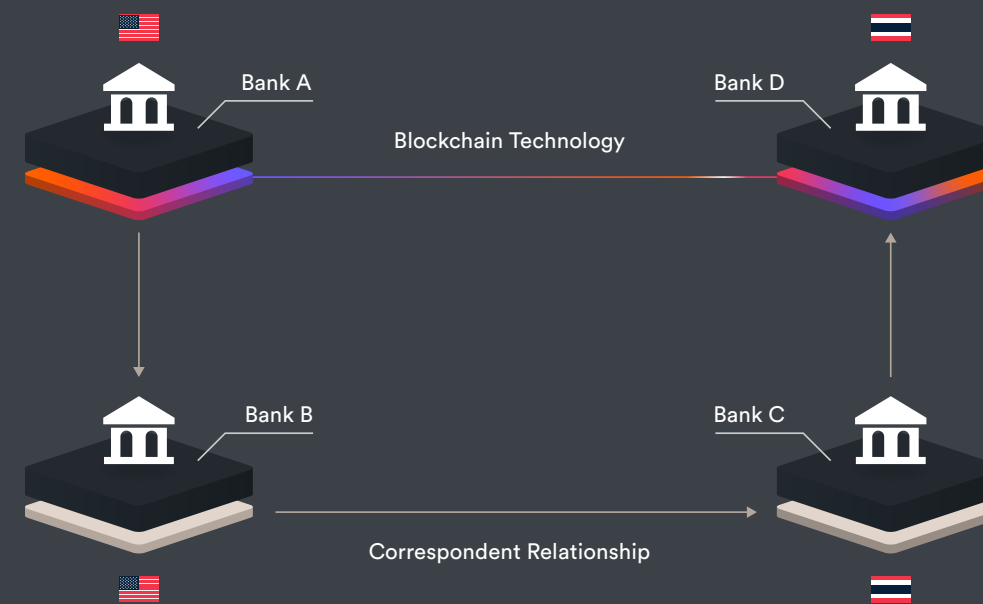 Bank A
Bank D
Blockchain Technology
Bank B
Bank C
Correspondent Relationship